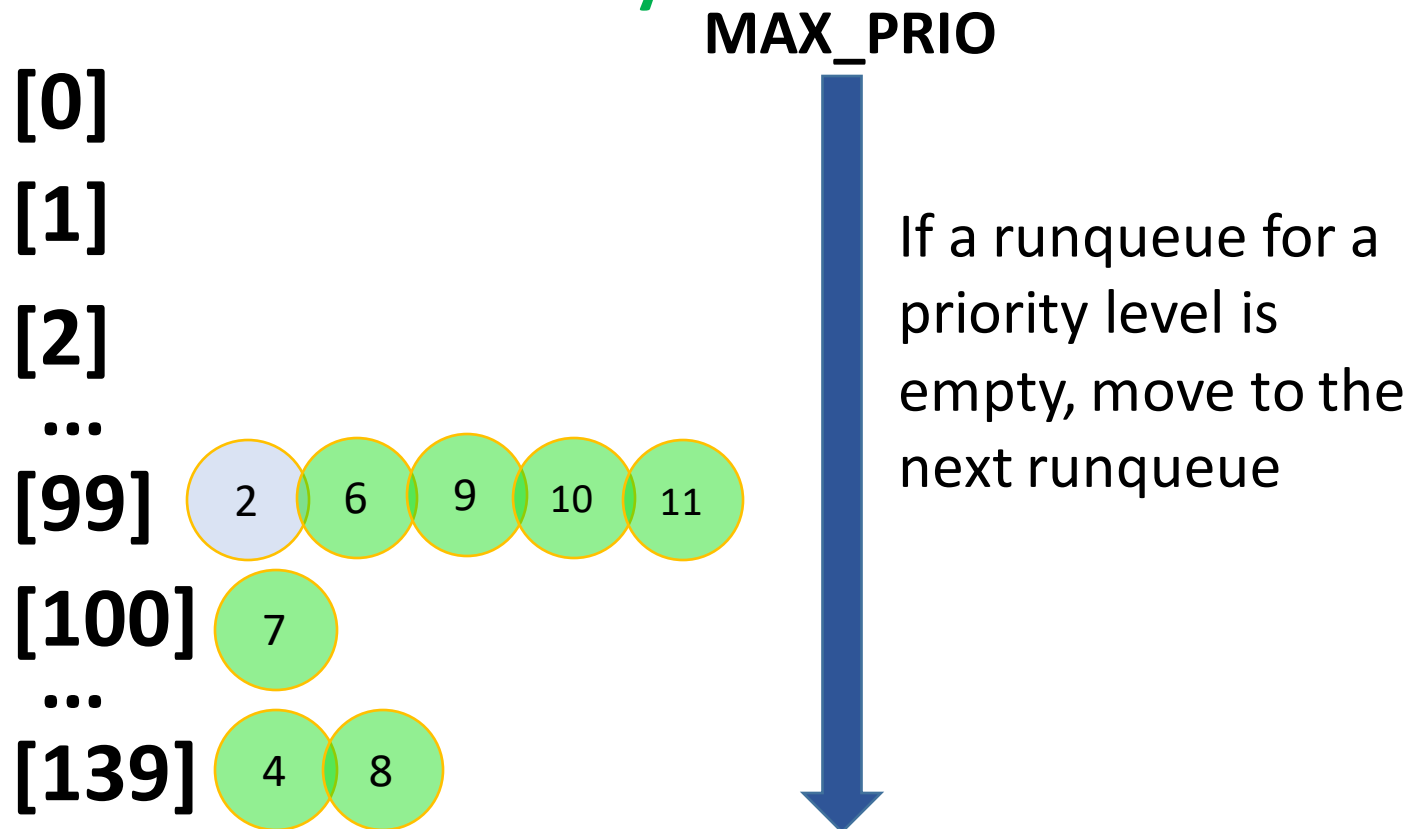 MAX_PRIO
[0]
[1]
[2]
...
[99] 2 6 9 10 11
[100] 7
...
[139] 4 8
If a runqueue for a
priority level is
empty, move to the
next runqueue